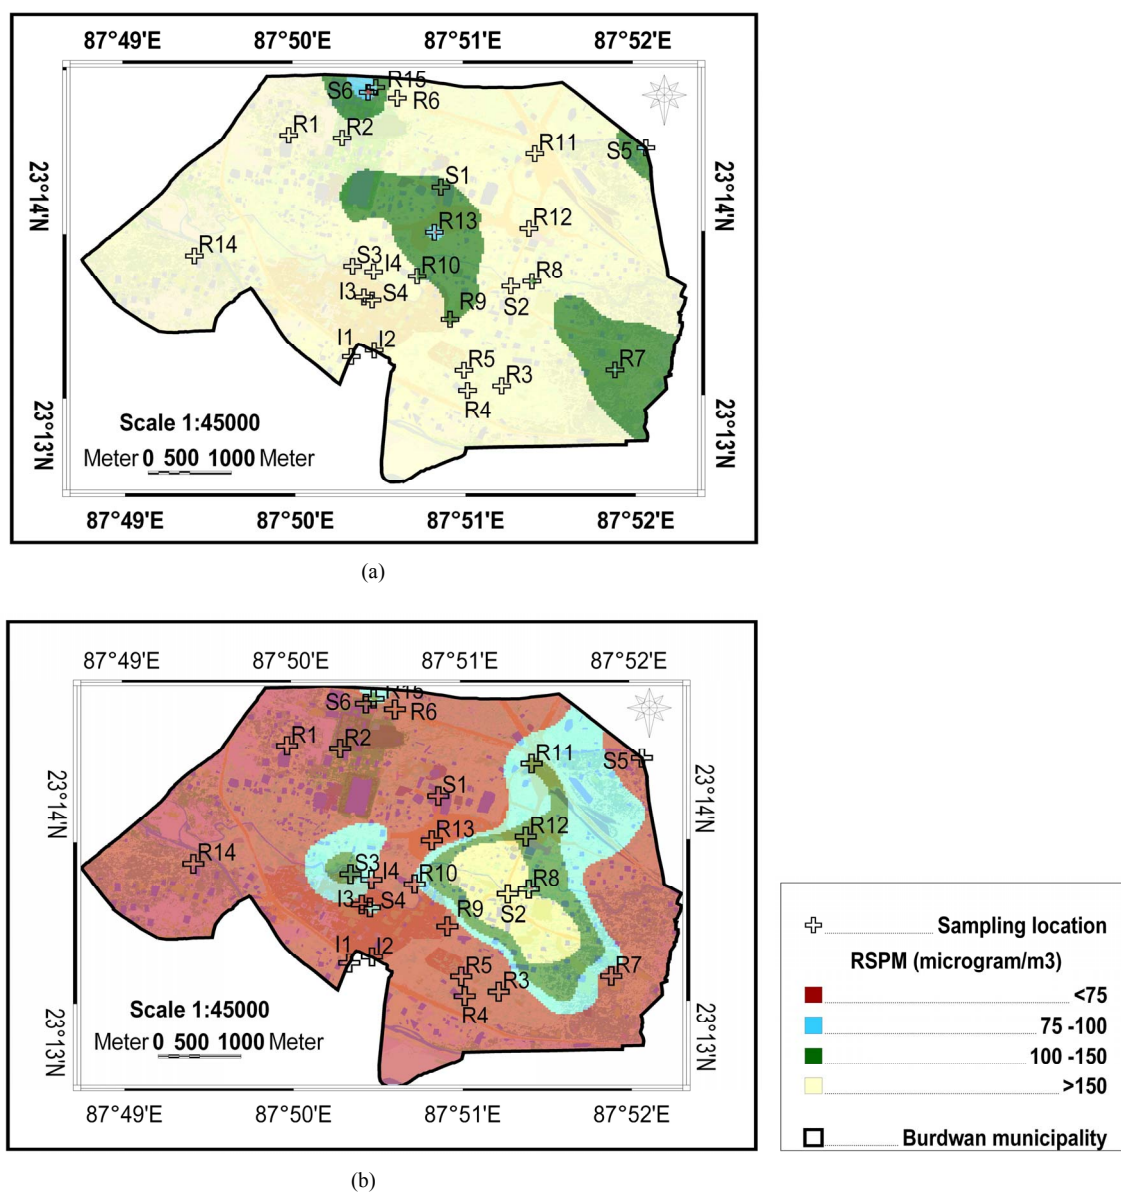 87°49'E 87°50'E 87°51'E 87°52'E
R15
S6
R6
R1
R2
R11
S5
S1
R13
R12
R14
S3
I4
R10
R8
I3
S4
S2
R9
I1
I2
R5
R3
R7
R4
23°14'N
23°14'N
23°13'N
23°13'N
Scale 1:45000
Meter 0 500 1000 Meter
87°49'E 87°50'E 87°51'E 87°52'E
(a)
87°49'E 87°50'E 87°51'E 87°52'E
R15
S6
R6
R1
R2
R11
S5
S1
R13
R12
R14
S3
I4
R10
R8
I3
S4
S2
R9
I1
I2
R5
R3
R7
R4
23°14'N
23°14'N
23°13'N
23°13'N
Scale 1:45000
Meter 0 500 1000 Meter
87°49'E 87°50'E 87°51'E 87°52'E
(b)
Sampling location
RSPM (microgram/m3)
<75
75 -100
100 -150
>150
Burdwan municipality